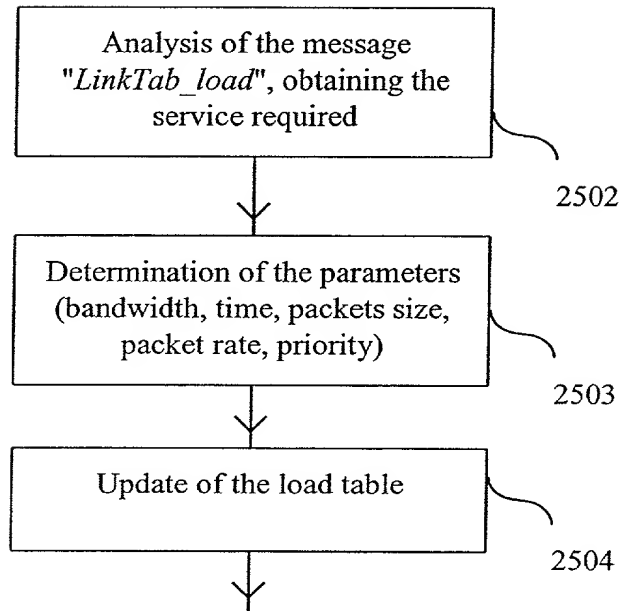 Analysis of the message
"LinkTab_load", obtaining the
service required
2502
Determination of the parameters
(bandwidth, time, packets size,
packet rate, priority)
2503
Update of the load table
2504